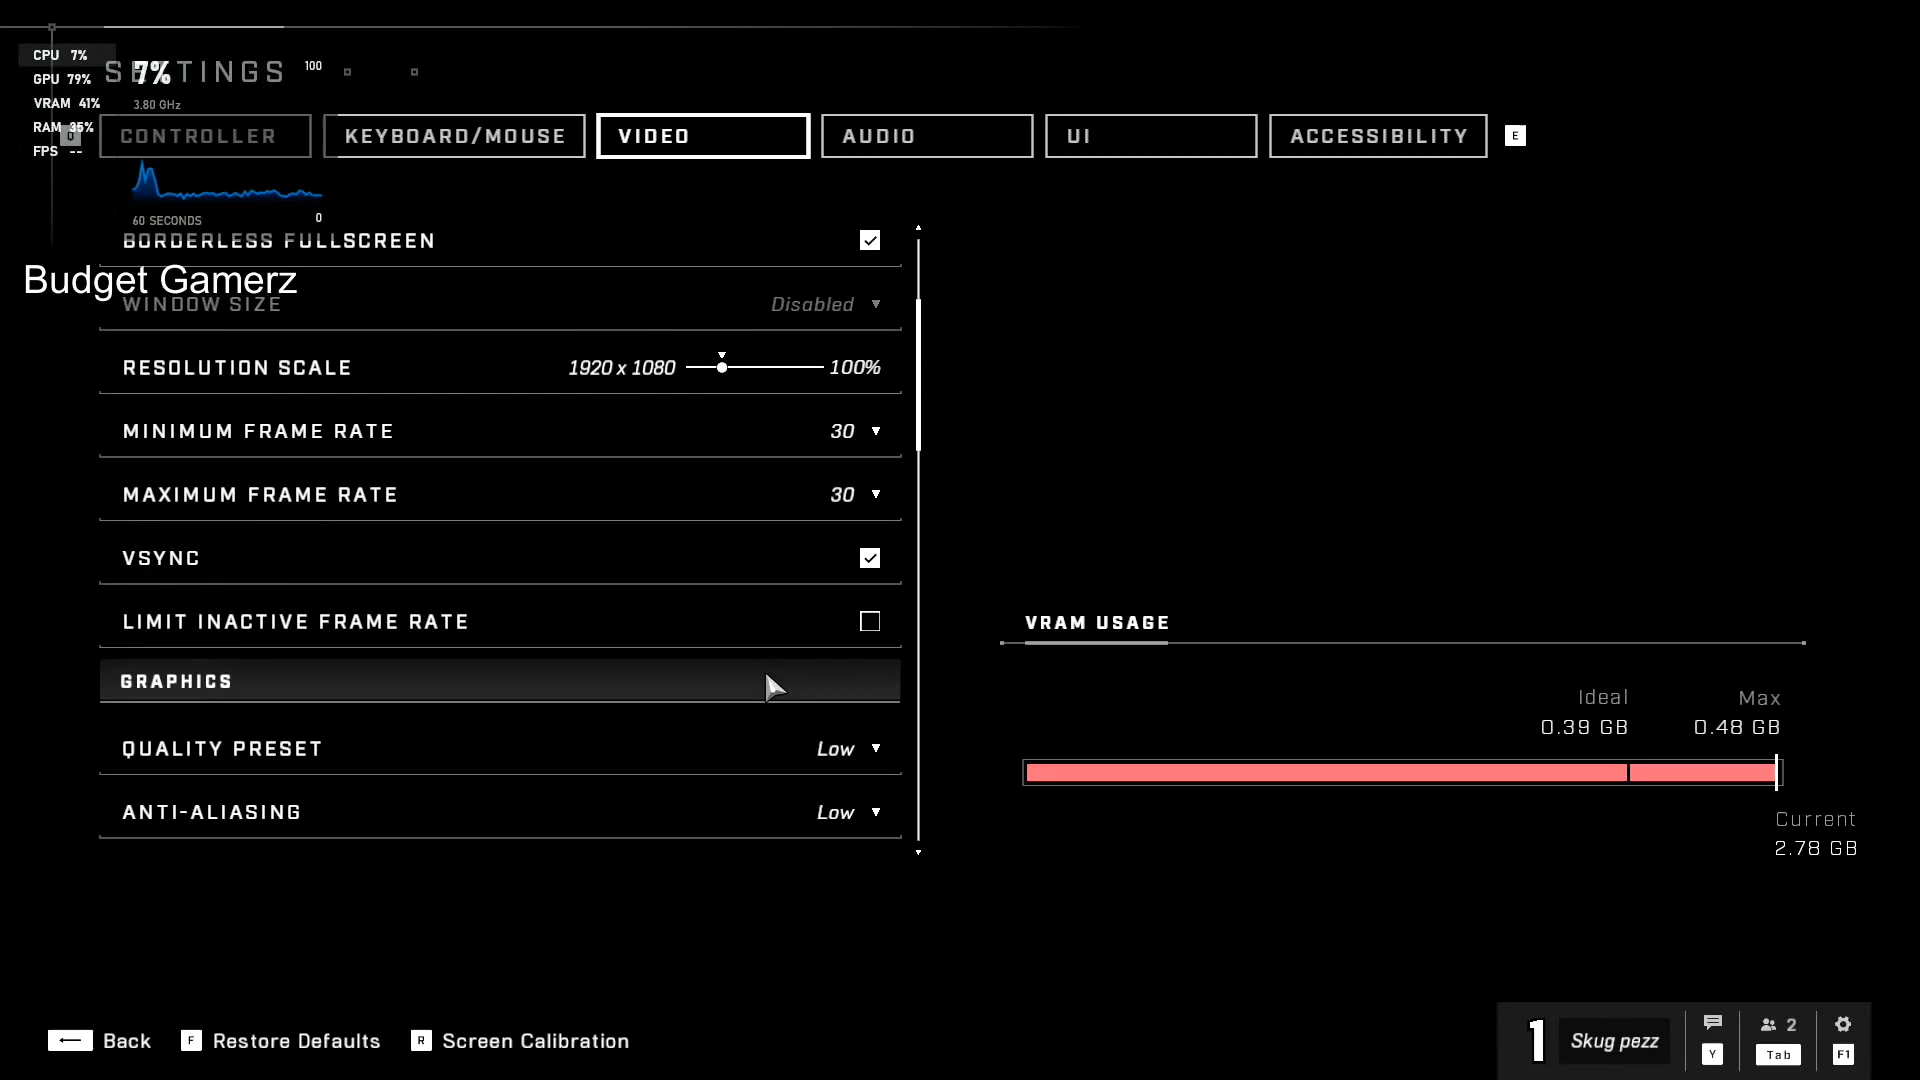 CPU 7%
GPU 79%
VRAM 41%
RAM 35%
FPS --
SETTINGS
7%
100
3.80 GHz
60 SECONDS 0
CONTROLLER
KEYBOARD/MOUSE
VIDEO
AUDIO
UI
ACCESSIBILITY
E
BORDERLESS FULLSCREEN
Budget Gamerz
WINDOW SIZE Disabled
RESOLUTION SCALE 1920 x 1080 100%
MINIMUM FRAME RATE 30
MAXIMUM FRAME RATE 30
VSYNC
LIMIT INACTIVE FRAME RATE
GRAPHICS
QUALITY PRESET Low
ANTI-ALIASING Low
VRAM USAGE
Ideal Max
0.39 GB 0.48 GB
Current
2.78 GB
Back
F Restore Defaults
R Screen Calibration
1 Skug pezz
2
Y Tab F1